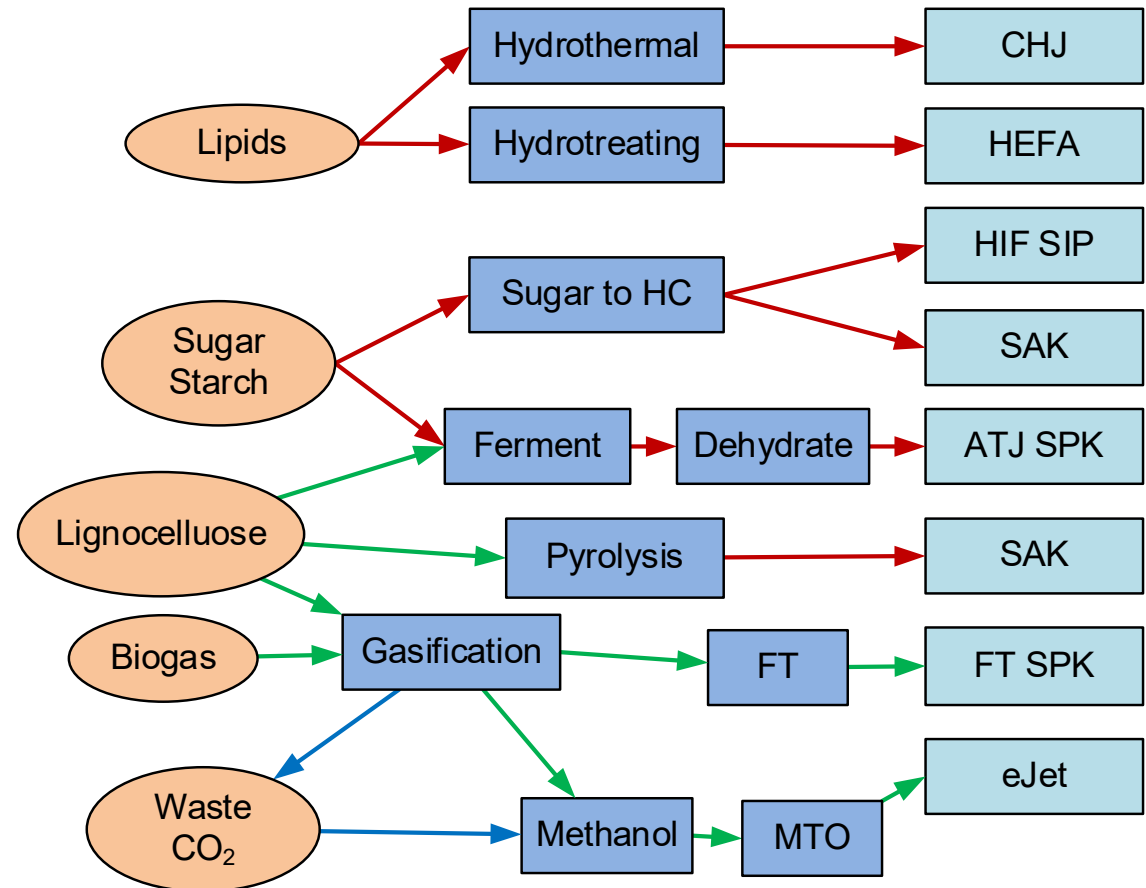 Hydrothermal
CHJ
Lipids
Hydrotreating
HEFA
HIF SIP
Sugar to HC
Sugar
Starch
SAK
Ferment
Dehydrate
ATJ SPK
Lignocelluose
Pyrolysis
SAK
Biogas
Gasification
FT
FT SPK
eJet
Waste
CO₂
Methanol
MTO